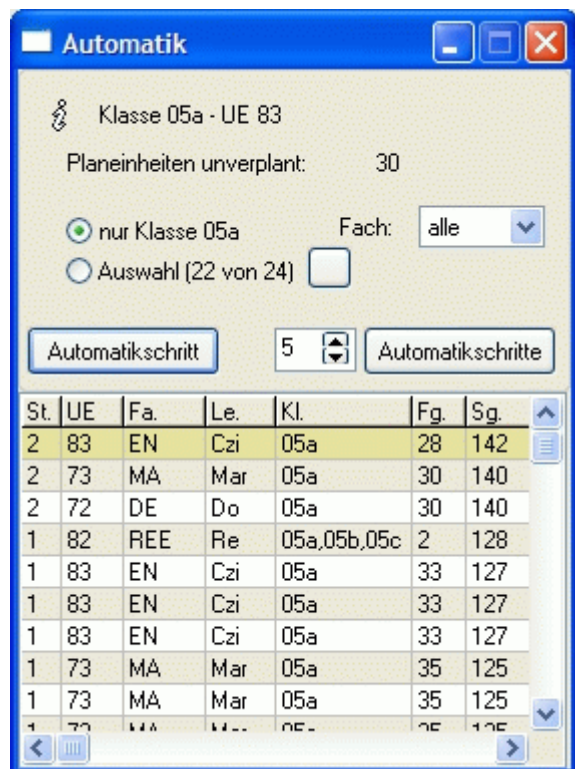 Automatik
Klasse 05a - UE 83
Planeinheiten unverplant: 30
nur Klasse 05a Fach: alle
Auswahl (22 von 24)
Automatikschritt 5 Automatikschritte
St. UE Fa. Le. Kl. Fg. Sg.
2 83 EN Czi 05a 28 142
2 73 MA Mar 05a 30 140
2 72 DE Do 05a 30 140
1 82 REE Re 05a,05b,05c 2 128
1 83 EN Czi 05a 33 127
1 83 EN Czi 05a 33 127
1 83 EN Czi 05a 33 127
1 73 MA Mar 05a 35 125
1 73 MA Mar 05a 35 125